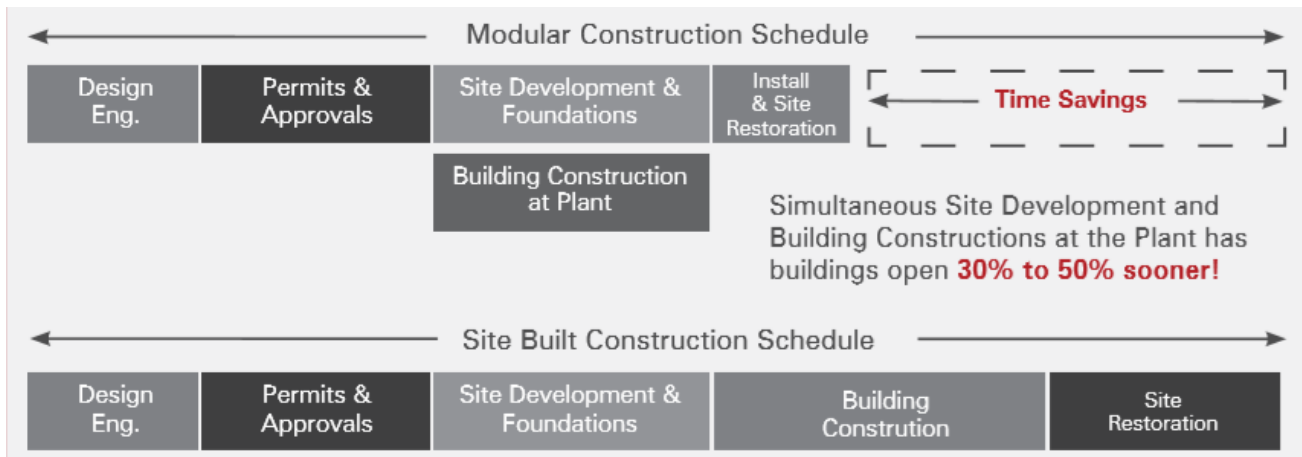 Modular Construction Schedule
Design
Eng.
Permits &
Approvals
Site Development &
Foundations
Install
& Site
Restoration
Time Savings
Building Construction
at Plant
Simultaneous Site Development and
Building Constructions at the Plant has
buildings open 30% to 50% sooner!
Site Built Construction Schedule
Design
Eng.
Permits &
Approvals
Site Development &
Foundations
Building
Constrution
Site
Restoration